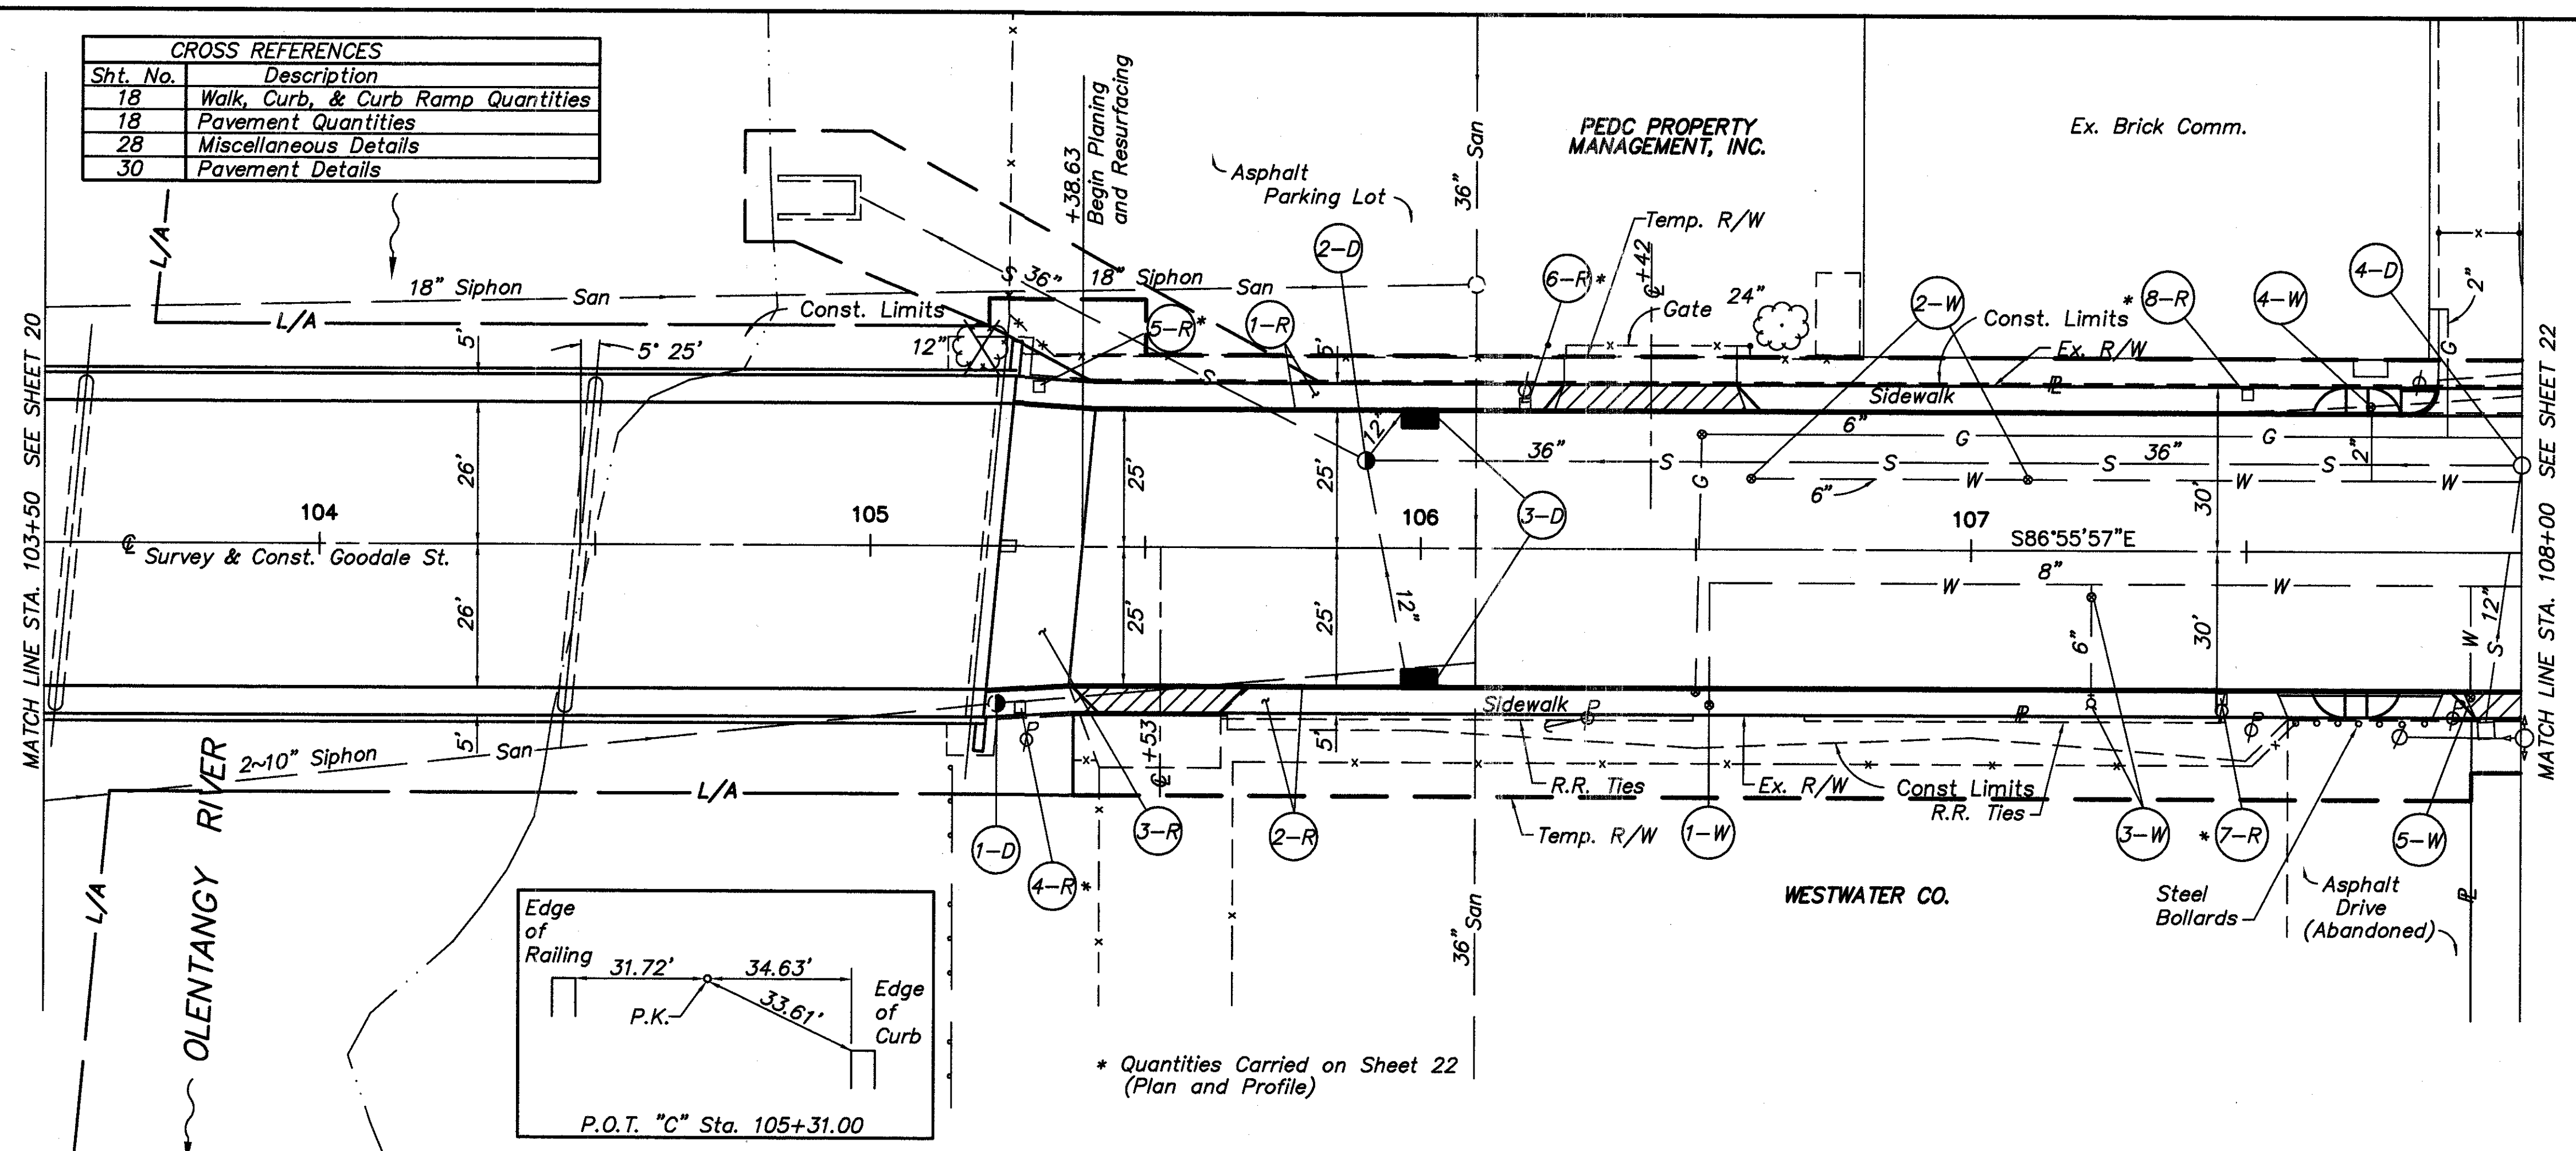 CROSS REFERENCES
Sht. No. Description
18 Walk, Curb, & Curb Ramp Quantities
18 Pavement Quantities
28 Miscellaneous Details
30 Pavement Details
+38.63
Begin Planing
and Resurfacing
36" San
PEDC PROPERTY
MANAGEMENT, INC.
Ex. Brick Comm.
Asphalt
Parking Lot
Temp. R/W
L/A
18" Siphon
San
S
36"
18" Siphon
San
2-D
6-R *
℄ +42
24"
Gate
2-W
* 8-R
4-W
4-D
2"
Const. Limits
L/A
5'
5° 25'
12"
5-R *
1-R
5'
Const. Limits
Ex. R/W
G
S
℄
Sidewalk
12"
6"
G
G
36"
S
S
S
36"
S
2"
6"
W
W
W
G
26'
25'
25'
30'
3-D
104
105
106
107
℄ Survey & Const. Goodale St.
S86°55'57"E
26'
25'
25'
30'
12"
8"
W
W
6"
W
S 12"
Sidewalk
P
5'
2~10" Siphon
San
P
℄ +53
5'
R.R. Ties
Ex. R/W
Const Limits
R.R. Ties
L/A
Temp. R/W
1-D
3-R
2-R
1-W
3-W
* 7-R
5-W
4-R *
L/A
OLENTANGY RIVER
WESTWATER CO.
Steel
Bollards
Asphalt
Drive
(Abandoned)
36" San
Edge
of
Railing
31.72'
34.63'
33.61'
P.K.
Edge
of
Curb
P.O.T. "C" Sta. 105+31.00
* Quantities Carried on Sheet 22
(Plan and Profile)
MATCH LINE STA. 103+50 SEE SHEET 20
MATCH LINE STA. 108+00 SEE SHEET 22